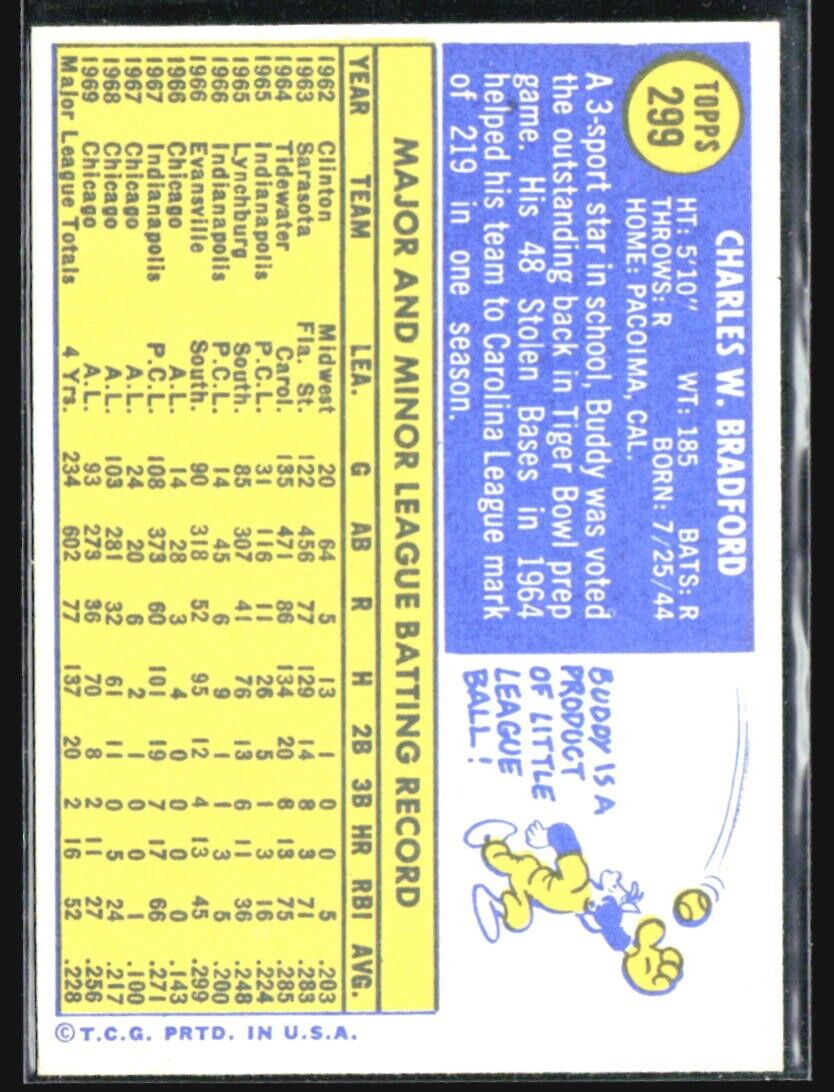 TOPPS
299
CHARLES W. BRADFORD
HT: 5'10" WT: 185 BATS: R
THROWS: R BORN: 7/25/44
HOME: PACOIMA, CAL.
A 3-sport star in school, Buddy was voted
the outstanding back in Tiger Bowl prep
game. His 48 Stolen Bases in 1964
helped his team to Carolina League mark
of 219 in one season.
BUDDY IS A
PRODUCT
OF LITTLE
LEAGUE
BALL!
MAJOR AND MINOR LEAGUE BATTING RECORD
YEAR TEAM LEA. G AB R H 2B 3B HR RBI AVG.
1962 Clinton Midwest 20 64 5 13 1 0 0 5 .203
1963 Sarasota Fla. St. 122 456 77 129 14 8 3 71 .283
1964 Tidewater Carol. 135 471 86 134 20 8 13 75 .285
1965 Indianapolis P.C.L. 31 116 11 26 5 1 3 16 .224
1965 Lynchburg South. 85 307 41 76 13 6 11 36 .248
1966 Indianapolis P.C.L. 14 45 6 9 1 1 3 5 .200
1966 Evansville South. 90 318 52 95 12 4 13 45 .299
1966 Chicago A.L. 14 28 3 4 0 0 0 0 .143
1967 Indianapolis P.C.L. 108 373 60 101 19 7 17 66 .271
1967 Chicago A.L. 24 20 6 2 1 0 0 1 .100
1968 Chicago A.L. 103 281 32 61 11 0 5 24 .217
1969 Chicago A.L. 93 273 36 70 8 2 11 27 .256
Major League Totals 4 Yrs. 234 602 77 137 20 2 16 52 .228
© T.C.G. PRTD. IN U.S.A.